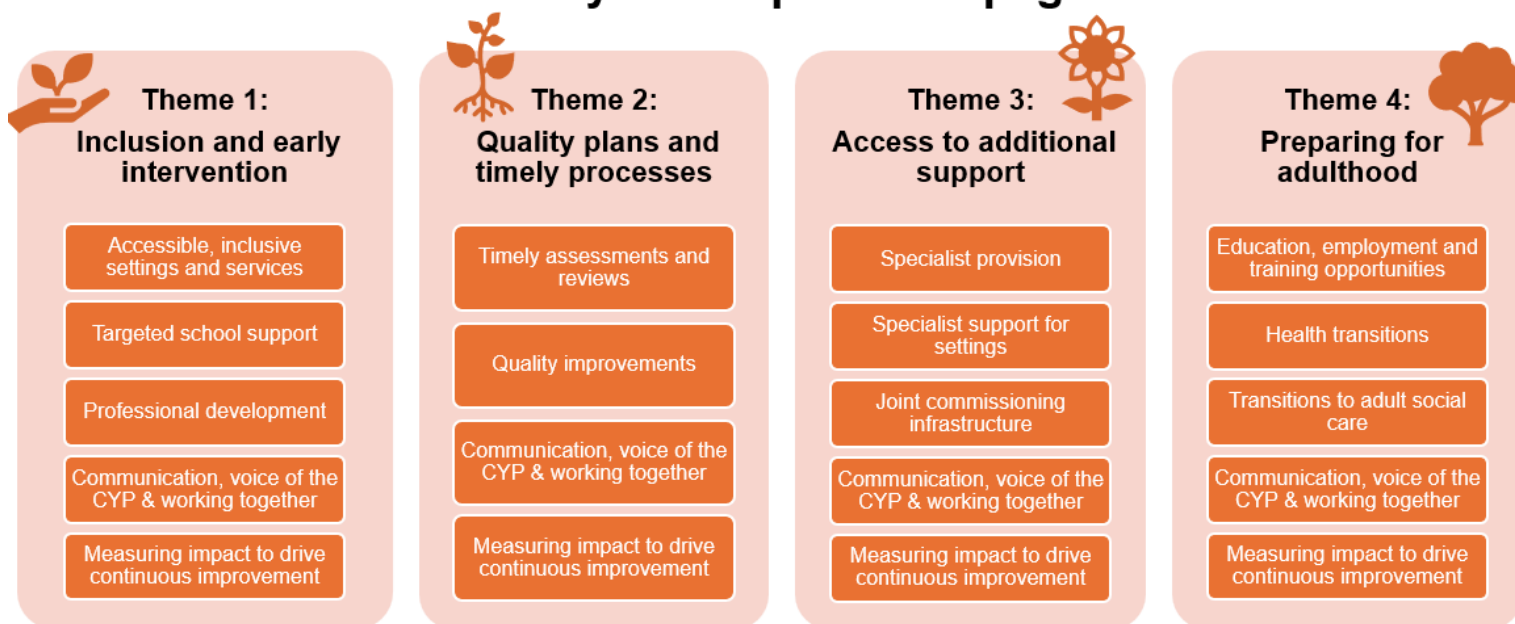 Theme 1:
Inclusion and early
intervention
Accessible, inclusive
settings and services
Targeted school support
Professional development
Communication, voice of the
CYP & working together
Measuring impact to drive
continuous improvement
Theme 2:
Quality plans and
timely processes
Timely assessments and
reviews
Quality improvements
Communication, voice of the
CYP & working together
Measuring impact to drive
continuous improvement
Theme 3:
Access to additional
support
Specialist provision
Specialist support for
settings
Joint commissioning
infrastructure
Communication, voice of the
CYP & working together
Measuring impact to drive
continuous improvement
Theme 4:
Preparing for
adulthood
Education, employment and
training opportunities
Health transitions
Transitions to adult social
care
Communication, voice of the
CYP & working together
Measuring impact to drive
continuous improvement